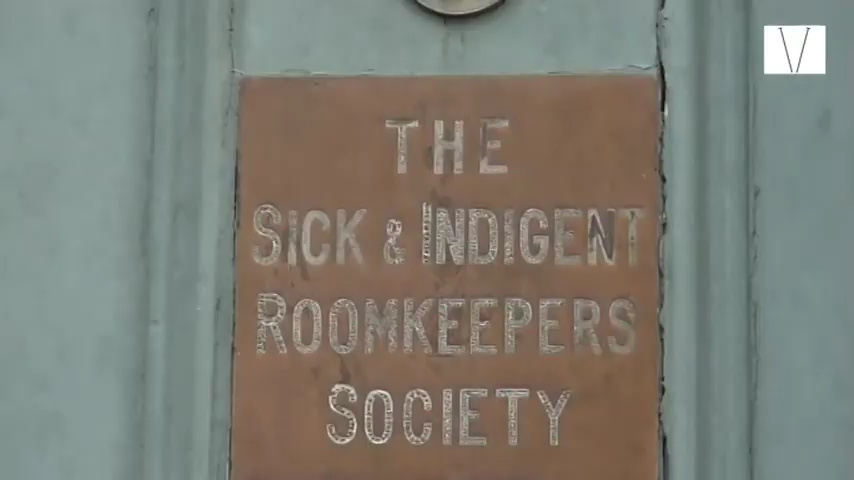 V
THE
SICK & INDIGENT
ROOMKEEPERS
SOCIETY